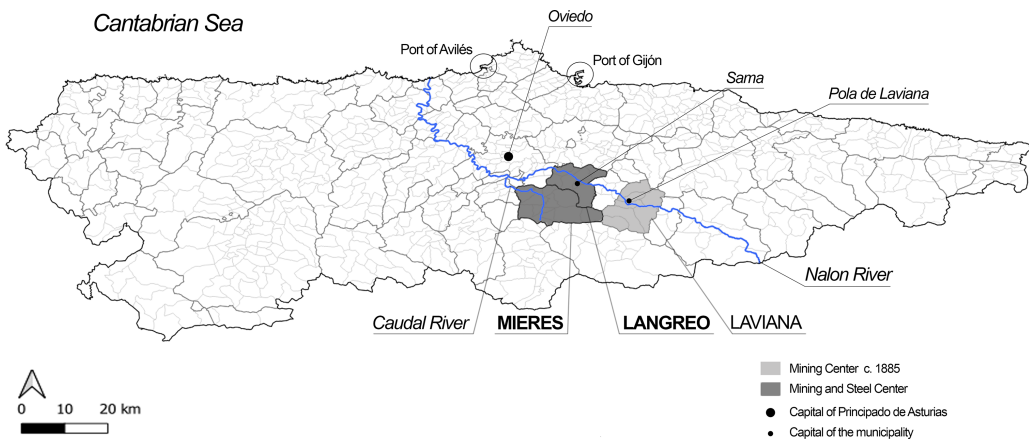 Cantabrian Sea
Oviedo
Port of Avilés
Port of Gijón
Sama
Pola de Laviana
Nalon River
Caudal River
MIERES
LANGREO
LAVIANA
Mining Center c. 1885
Mining and Steel Center
Capital of Principado de Asturias
Capital of the municipality
0 10 20 km